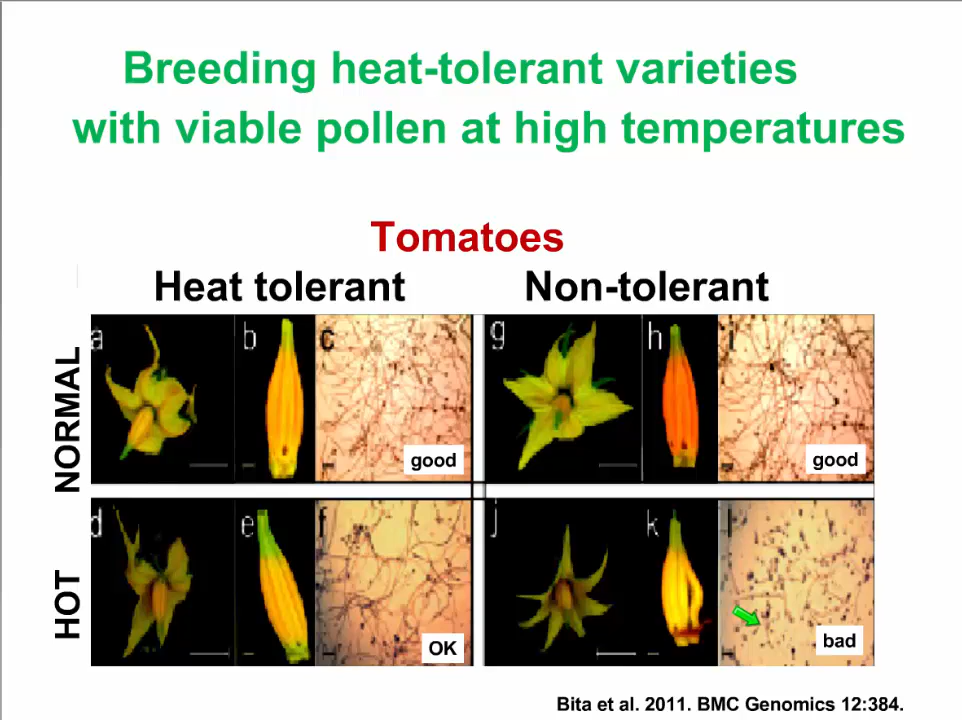 Breeding heat-tolerant varieties
with viable pollen at high temperatures
Tomatoes
Heat tolerant
Non-tolerant
NORMAL
a
b
c
good
g
h
i
good
HOT
d
e
f
OK
j
k
l
bad
Bita et al. 2011. BMC Genomics 12:384.